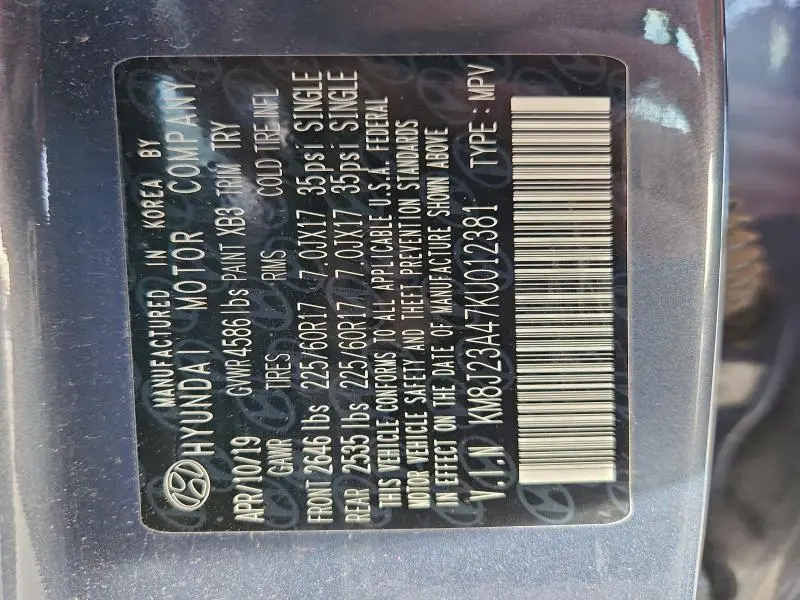 MANUFACTURED IN KOREA BY
HYUNDAI MOTOR COMPANY
APR/10/19 GVWR4586lbs PAINT XB3 TRIM TRY
GAWR TIRES RIMS COLD TIRE INFL
FRONT 2646 lbs 225/60R17 7.0JX17 35psi SINGLE
REAR 2535 lbs 225/60R17 7.0JX17 35psi SINGLE
THIS VEHICLE CONFORMS TO ALL APPLICABLE U.S.A. FEDERAL
MOTOR VEHICLE SAFETY AND THEFT PREVENTION STANDARDS
IN EFFECT ON THE DATE OF MANUFACTURE SHOWN ABOVE
V.I.N KM8J23A47KU012381 TYPE : MPV